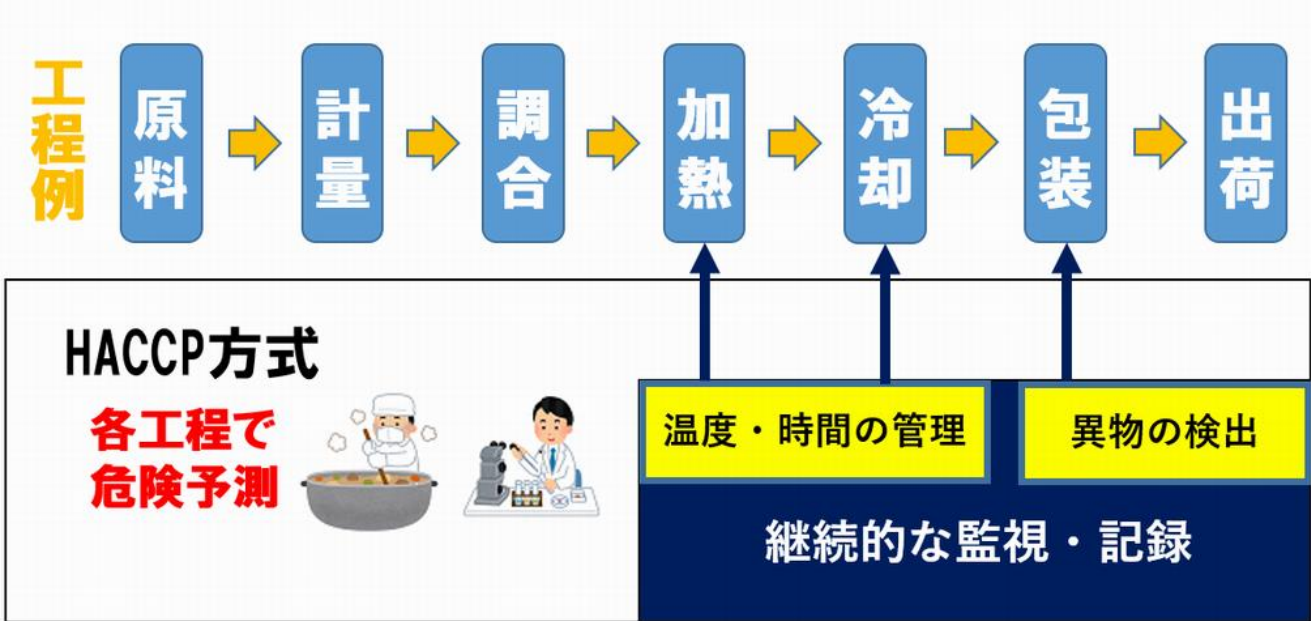 工程例
原料
計量
調合
加熱
冷却
包装
出荷
HACCP方式
各工程で
危険予測
温度・時間の管理
異物の検出
継続的な監視・記録